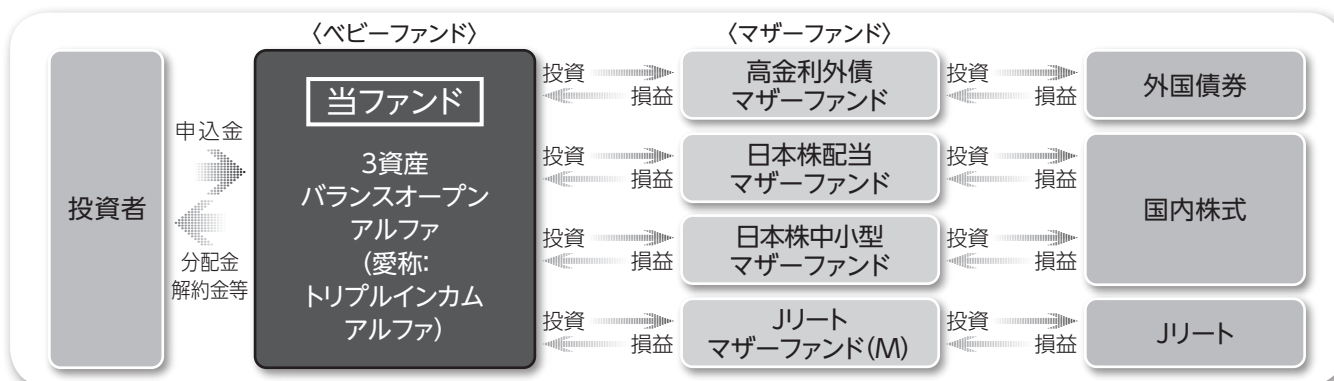 〈ベビーファンド〉
〈マザーファンド〉
投資者
申込金
分配金
解約金等
当ファンド
3資産
バランスオープン
アルファ
(愛称:
トリプルインカム
アルファ)
投資
損益
高金利外債
マザーファンド
投資
損益
外国債券
投資
損益
日本株配当
マザーファンド
投資
損益
国内株式
投資
損益
日本株中小型
マザーファンド
投資
損益
投資
損益
Jリート
マザーファンド(M)
投資
損益
Jリート